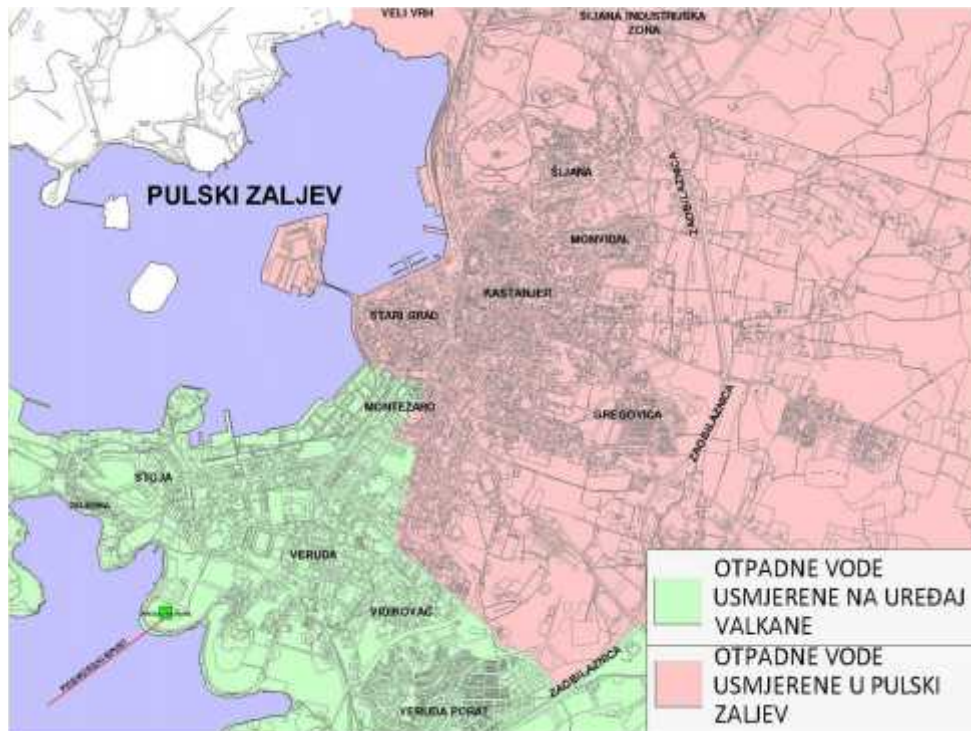 VELI VRH
ŠIJANA INDUSTRIJSKA
ZONA
PULSKI ZALJEV
ŠIJANA
ZAOBILAZNICA
MONVIDAL
KAŠTANJER
STARI GRAD
MONTEZARO
GREGOVICA
ZAOBILAZNICA
STOJA
VERUDA
VIDIKOVAC
ZAOBILAZNICA
VERUDA PORAT
OTPADNE VODE
USMJERENE NA UREĐAJ
VALKANE
OTPADNE VODE
USMJERENE U PULSKI
ZALJEV